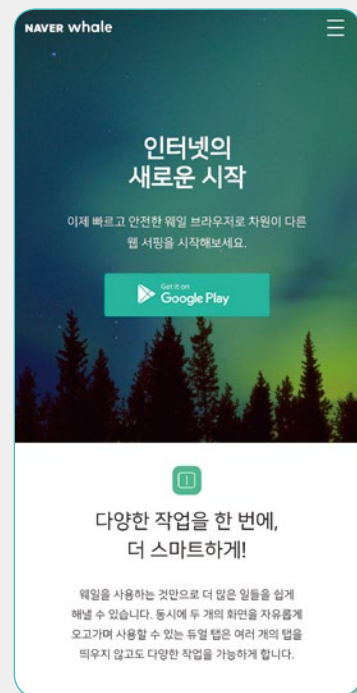 NAVER whale
인터넷의
새로운 시작
이제 빠르고 안전한 웨일 브라우저로 차원이 다른
웹 서핑을 시작해보세요.
Get it on
Google Play
다양한 작업을 한 번에,
더 스마트하게!
웨일을 사용하는 것만으로 더 많은 일들을 쉽게
해낼 수 있습니다. 동시에 두 개의 화면을 자유롭게
오고가며 사용할 수 있는 듀얼 탭은 여러 개의 탭을
띄우지 않고도 다양한 작업을 가능하게 합니다.